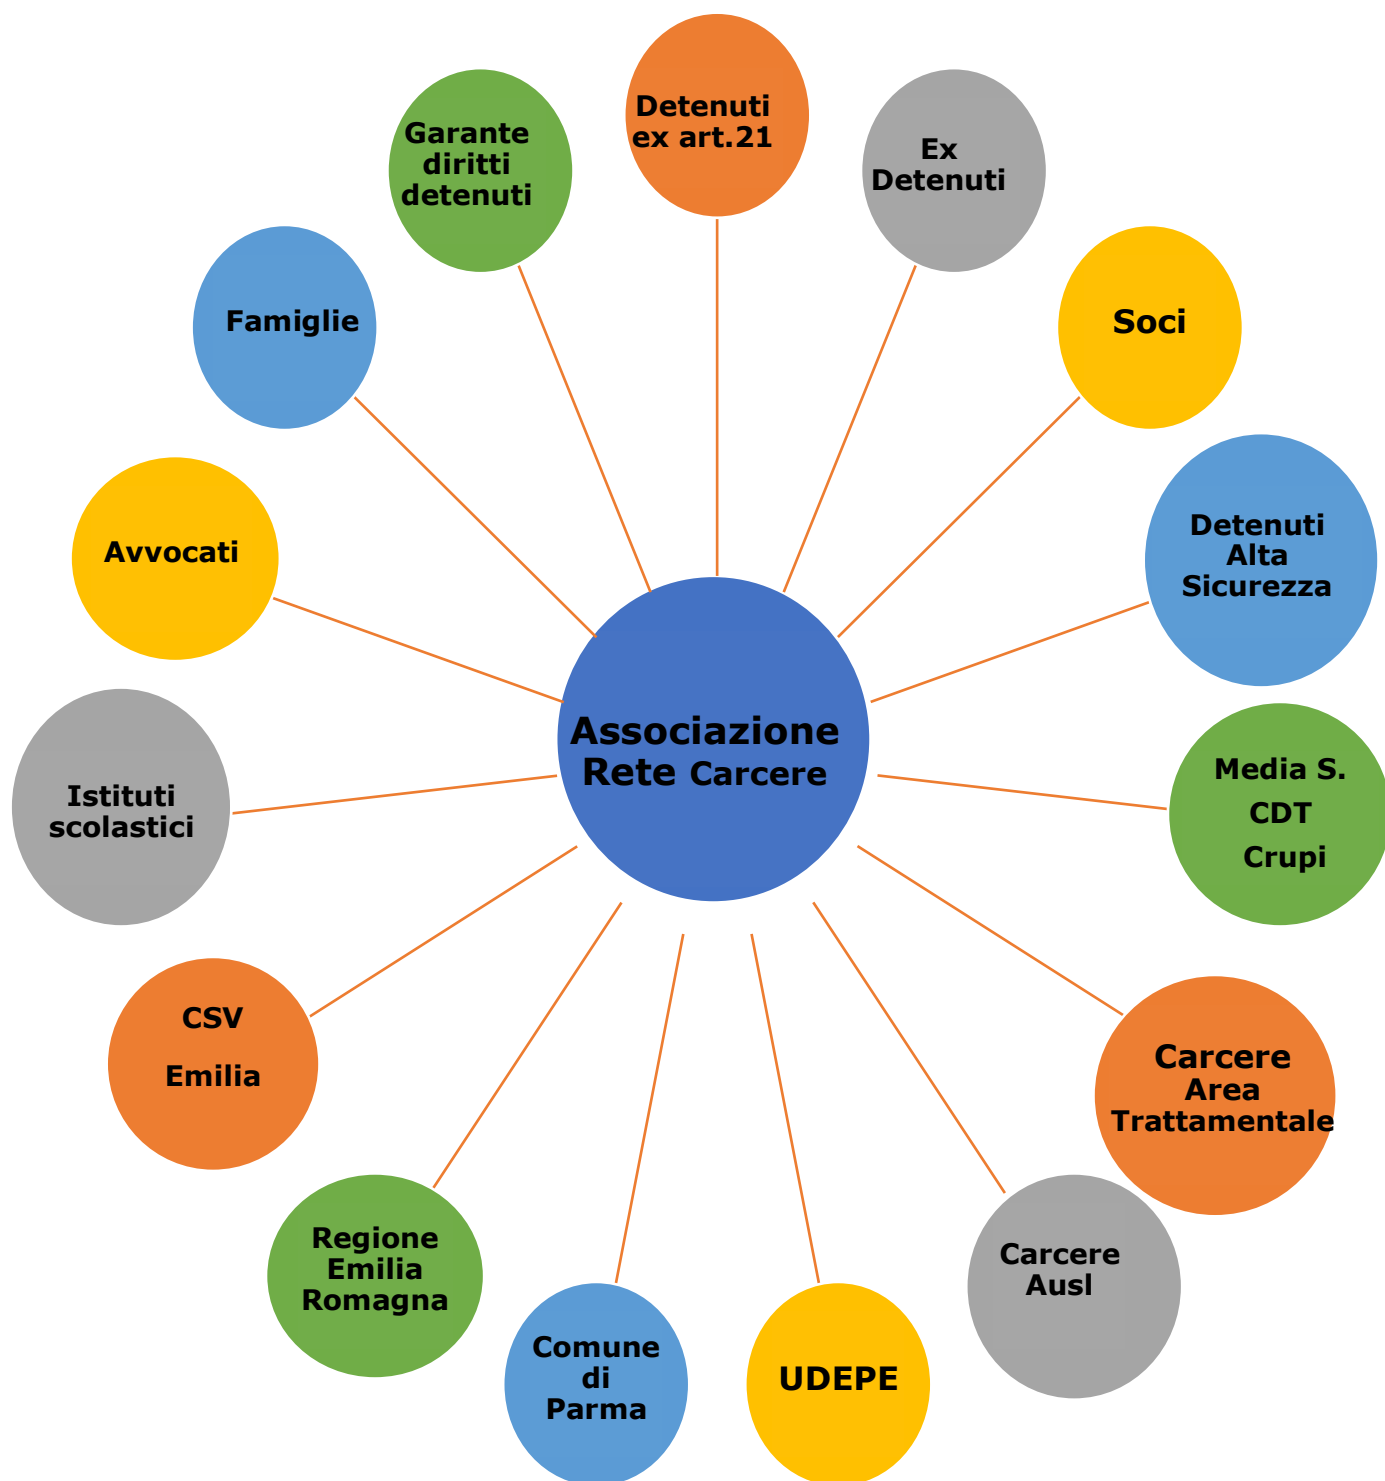 Detenuti
ex art.21
Ex
Detenuti
Soci
Detenuti
Alta
Sicurezza
Media S.
CDT
Crupi
Carcere
Area
Trattamentale
Carcere
Ausl
UDEPE
Comune
di
Parma
Regione
Emilia
Romagna
CSV
Emilia
Istituti
scolastici
Avvocati
Famiglie
Garante
diritti
detenuti
Associazione
Rete Carcere